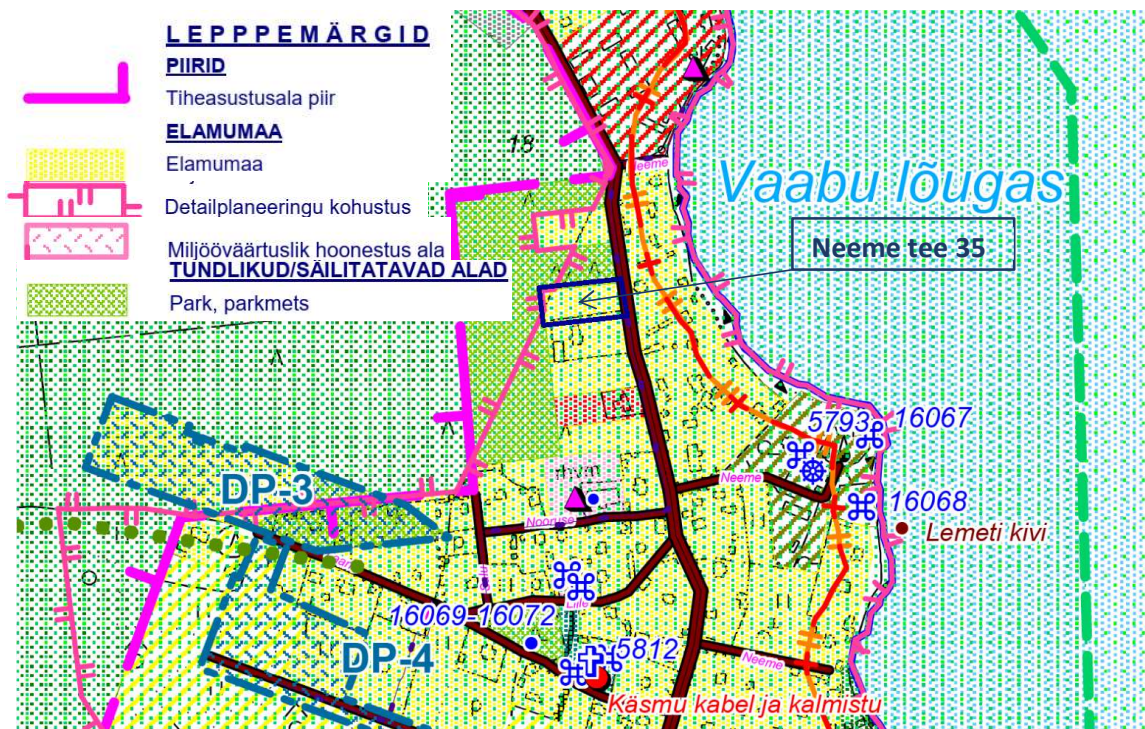 LEPPPEMÄRGID
PIIRID
Tiheasustusala piir
ELAMUMAA
Elamumaa
Detailplaneeringu kohustus
Miljööväärtuslik hoonestus ala
TUNDLIKUD/SÄILITATAVAD ALAD
Park, parkmets
18
Neeme
Vaabu lõugas
Neeme tee 35
5793
16067
DP-3
Neeme
16068
Nooruse
Lemeti kivi
16069-16072
DP-4
5812
Neeme
Käsmu kabel ja kalmistu